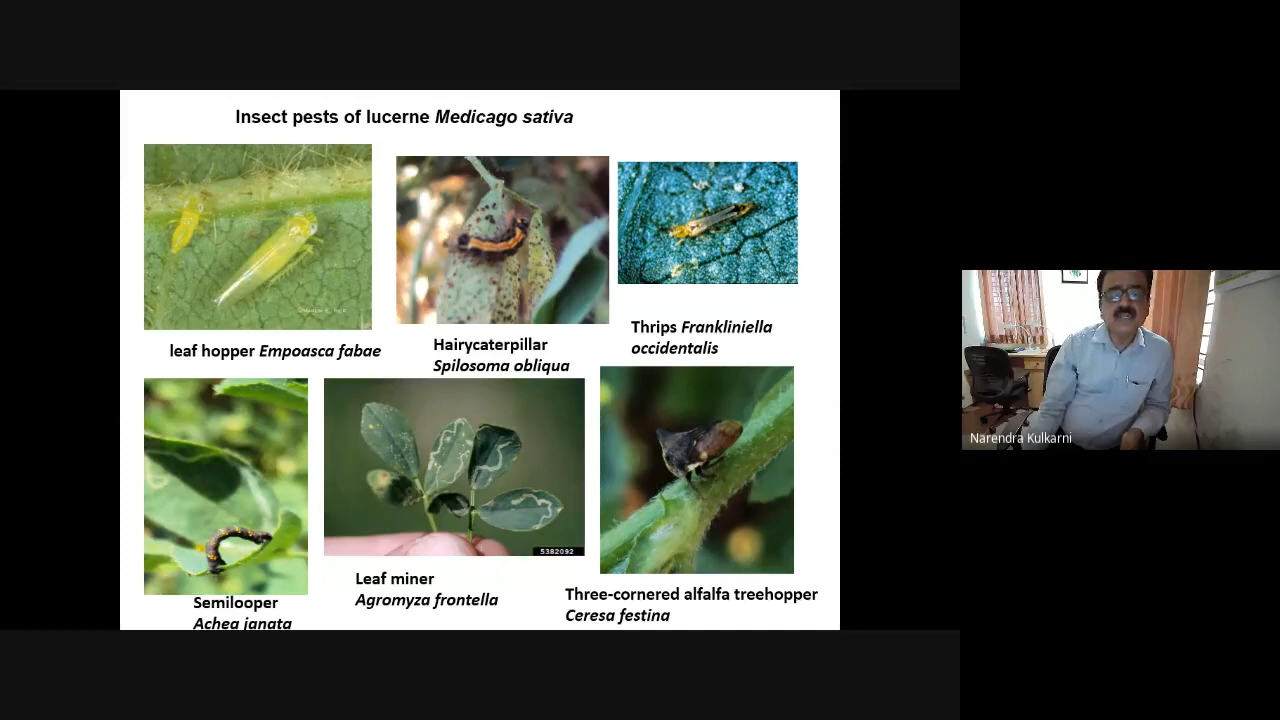 Insect pests of lucerne Medicago sativa
leaf hopper Empoasca fabae
Hairycaterpillar
Spilosoma obliqua
Thrips Frankliniella
occidentalis
Semilooper
Achea janata
5382092
Leaf miner
Agromyza frontella
Three-cornered alfalfa treehopper
Ceresa festina
Narendra Kulkarni